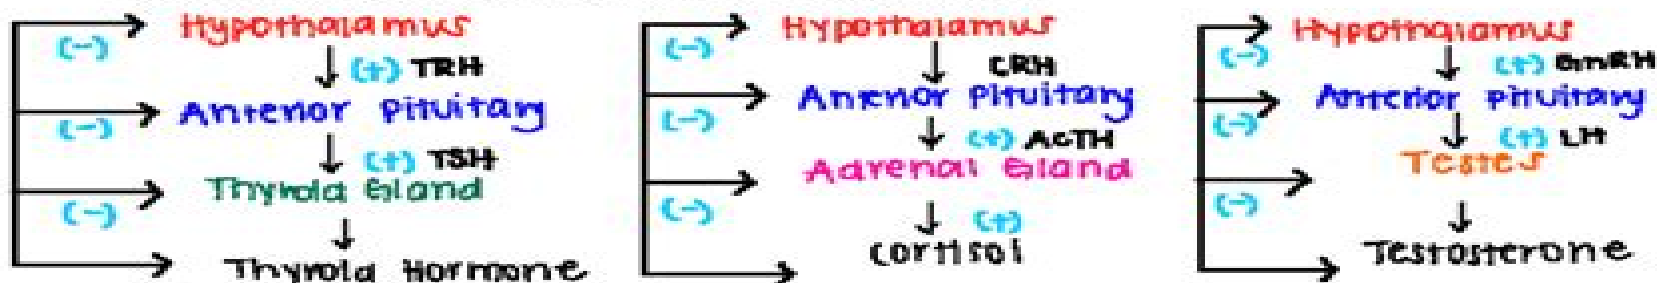 Hypothalamus
(-)
(+) TRH
Anterior Pituitary
(-)
(+) TSH
Thyroid Gland
(-)
Thyroid Hormone
Hypothalamus
(-)
CRH
Anterior Pituitary
(-)
(+) ACTH
Adrenal Gland
(-)
(+)
cortisol
Hypothalamus
(-)
(+) GnRH
Anterior Pituitary
(-)
(+) LH
Testes
(-)
Testosterone